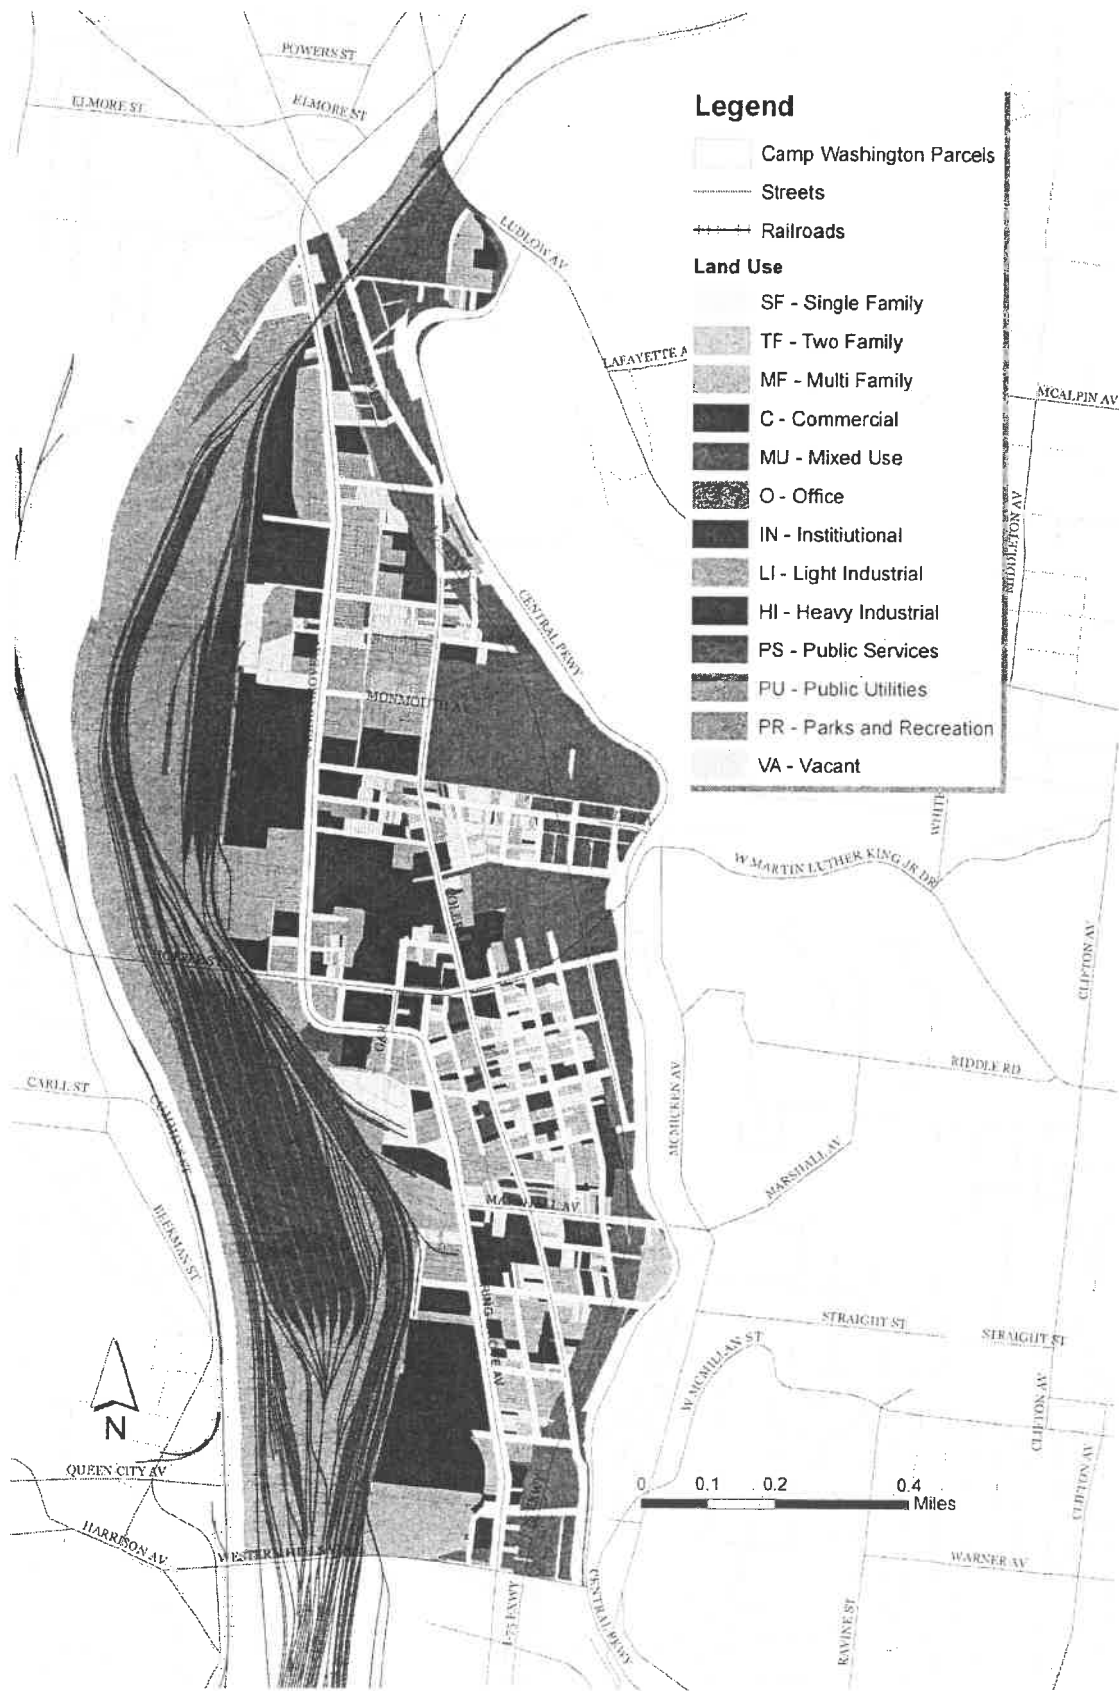 POWERS ST
ELMORE ST
ELMORE ST
Legend
Camp Washington Parcels
Streets
Railroads
Land Use
SF - Single Family
TF - Two Family
MF - Multi Family
C - Commercial
MU - Mixed Use
O - Office
IN - Institiutional
LI - Light Industrial
HI - Heavy Industrial
PS - Public Services
PU - Public Utilities
PR - Parks and Recreation
VA - Vacant
LUDLOW AV
LAFAYETTE A
MCALPIN AV
MIDDLETON AV
CENTRAL PKWY
MONMOUTH
WHITE
W MARTIN LUTHER KING JR DR
CLIFTON AV
RIDDLE RD
MCMICKEN AV
MARSHALL AV
CARLL ST
BEEKMAN ST
STRAIGHT ST
STRAIGHT ST
W MCMILLAN ST
CLIFTON AV
CLIFTON AV
N
QUEEN CITY AV
HARRISON AV
0 0.1 0.2 0.4
Miles
WARNER AV
I-75 EXWY
CENTRAL PKWY
RAVINE ST